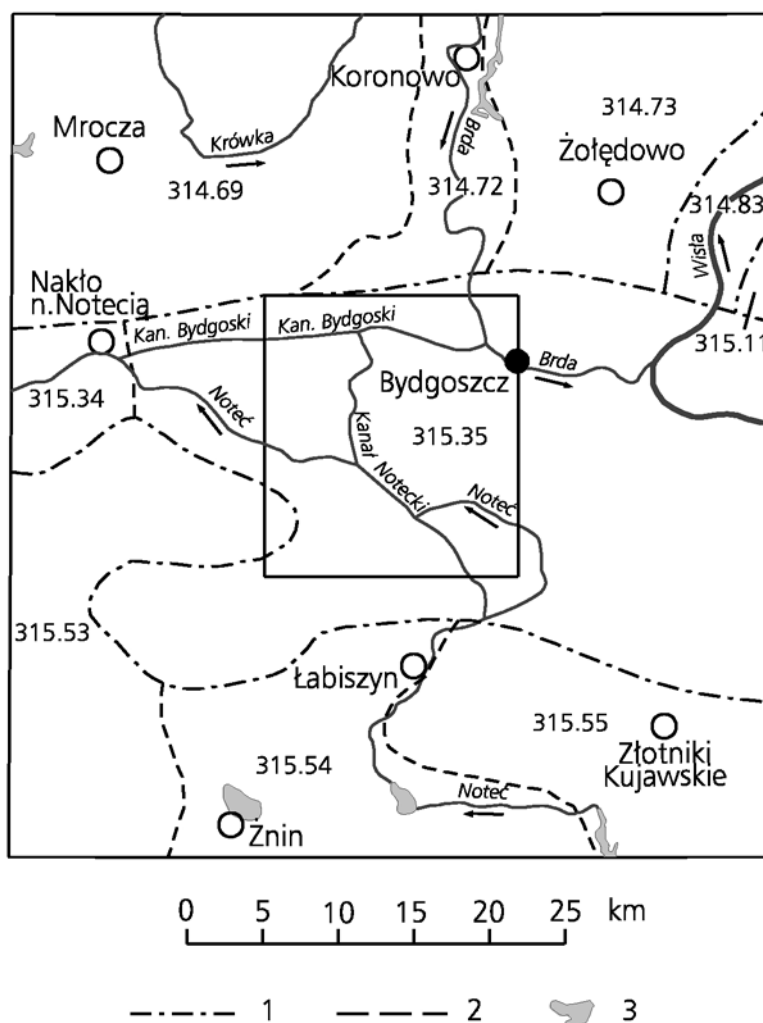 Koronowo
314.73
Mrocza
Krówka
Brda
Żołędowo
314.69
314.72
314.83
Wisła
Nakło
n.Notecią
Kan. Bydgoski
Kan. Bydgoski
315.11
Brda
Bydgoszcz
315.34
Noteć
Kanał
Notecki
315.35
Noteć
315.53
Łabiszyn
315.55
Złotniki
Kujawskie
315.54
Noteć
Żnin
0 5 10 15 20 25 km
1 2 3